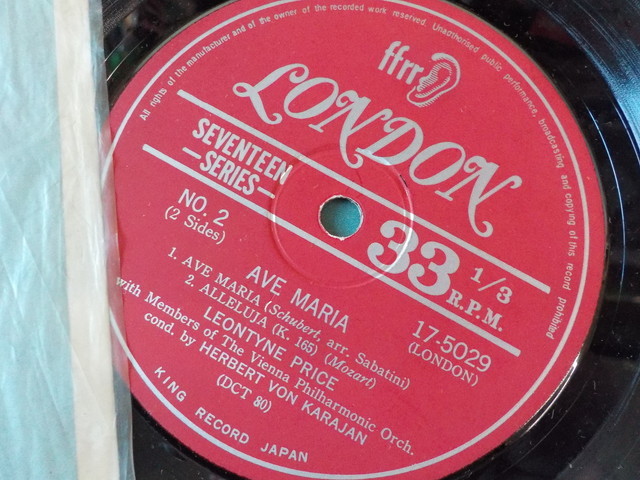 All rights of the manufacturer and of the owner of the recorded work reserved. Unauthorised public performance, broadcasting and copying of this record prohibited
ffrr
LONDON
SEVENTEEN
SERIES
33 1/3
R.P.M.
NO. 2
(2 Sides)
17-5029
(LONDON)
AVE MARIA
1. AVE MARIA (Schubert, arr. Sabatini)
2. ALLELUJA (K. 165) (Mozart)
LEONTYNE PRICE
with Members of The Vienna Philharmonic Orch.
cond. by HERBERT VON KARAJAN
(DCT 80)
KING RECORD JAPAN